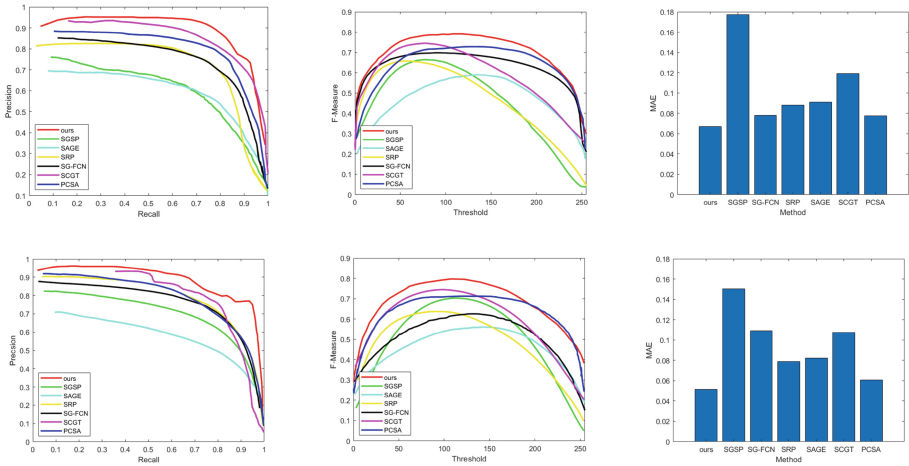 1
0.9
0.8
0.7
0.6
0.5
0.4
0.3
0.2
0.1
Precision
ours
SGSP
SAGE
SRP
SG-FCN
SCGT
PCSA
0 0.1 0.2 0.3 0.4 0.5 0.6 0.7 0.8 0.9 1
Recall
0.9
0.8
0.7
0.6
0.5
0.4
0.3
0.2
0.1
0
F-Measure
ours
SGSP
SAGE
SRP
SG-FCN
SCGT
PCSA
0 50 100 150 200 250
Threshold
0.18
0.16
0.14
0.12
0.1
0.08
0.06
0.04
0.02
0
MAE
ours SGSP SG-FCN SRP SAGE SCGT PCSA
Method
1
0.9
0.8
0.7
0.6
0.5
0.4
0.3
0.2
0.1
0
Precision
ours
SGSP
SAGE
SRP
SG-FCN
SCGT
PCSA
0 0.1 0.2 0.3 0.4 0.5 0.6 0.7 0.8 0.9 1
Recall
0.9
0.8
0.7
0.6
0.5
0.4
0.3
0.2
0.1
0
F-Measure
ours
SGSP
SAGE
SRP
SG-FCN
SCGT
PCSA
0 50 100 150 200 250
Threshold
0.18
0.16
0.14
0.12
0.1
0.08
0.06
0.04
0.02
0
MAE
ours SGSP SG-FCN SRP SAGE SCGT PCSA
Method